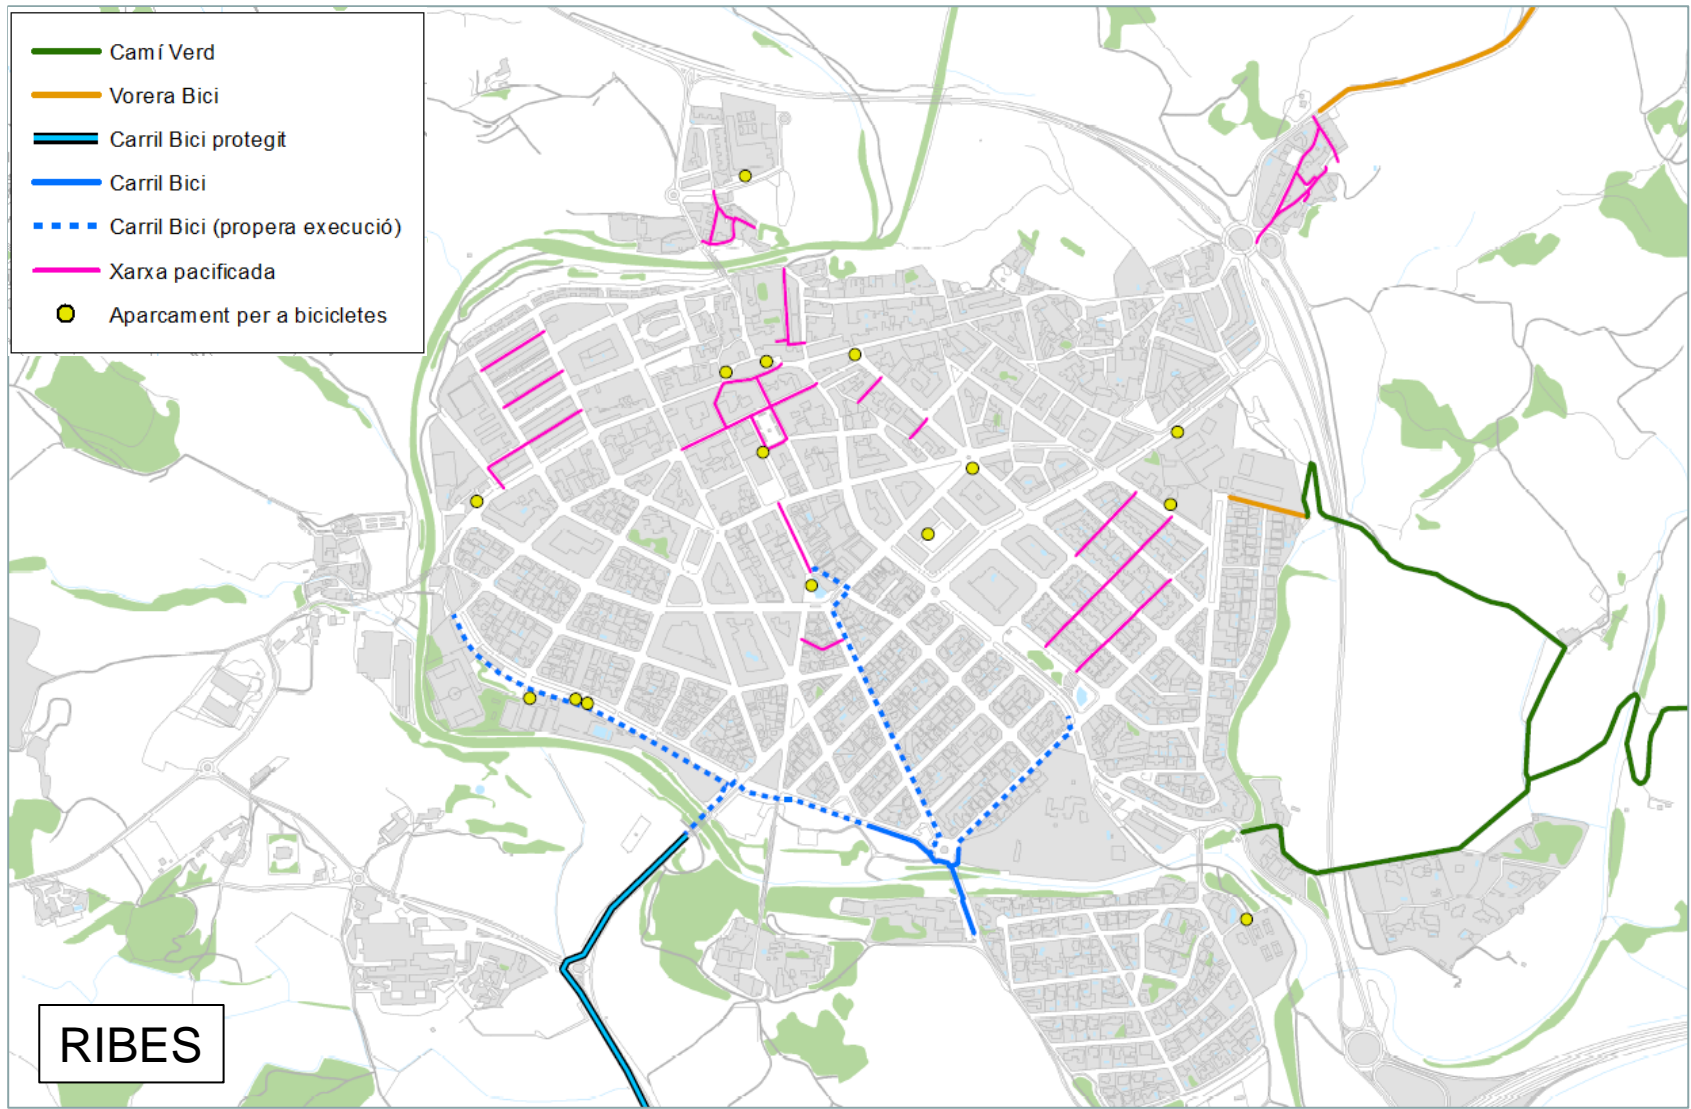 Camí Verd
Vorera Bici
Carril Bici protegit
Carril Bici
Carril Bici (propera execució)
Xarxa pacificada
Aparcament per a bicicletes
RIBES